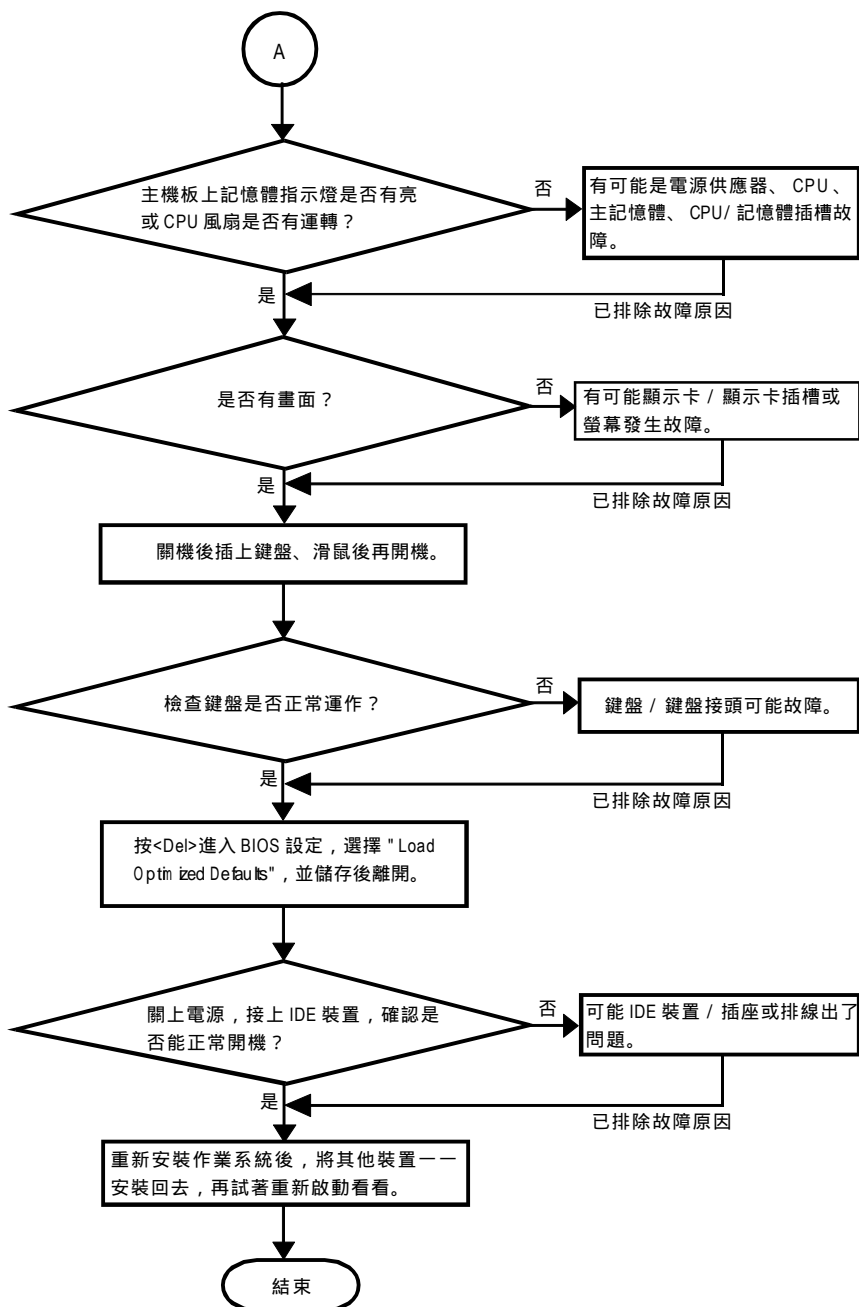 A
主機板上記憶體指示燈是否有亮
或 CPU 風扇是否有運轉？
否
有可能是電源供應器、 CPU 、
主記憶體、 CPU/ 記憶體插槽故
障。
是
已排除故障原因
是否有畫面？
否
有可能顯示卡 / 顯示卡插槽或
螢幕發生故障。
是
已排除故障原因
關機後插上鍵盤、滑鼠後再開機。
檢查鍵盤是否正常運作？
否
鍵盤 / 鍵盤接頭可能故障。
是
已排除故障原因
按<Del>進入 BIOS 設定，選擇 " Load
Optimized Defaults"，並儲存後離開。
關上電源，接上 IDE 裝置，確認是
否能正常開機？
否
可能 IDE 裝置 / 插座或排線出了
問題。
是
已排除故障原因
重新安裝作業系統後，將其他裝置一一
安裝回去，再試著重新啟動看看。
結束